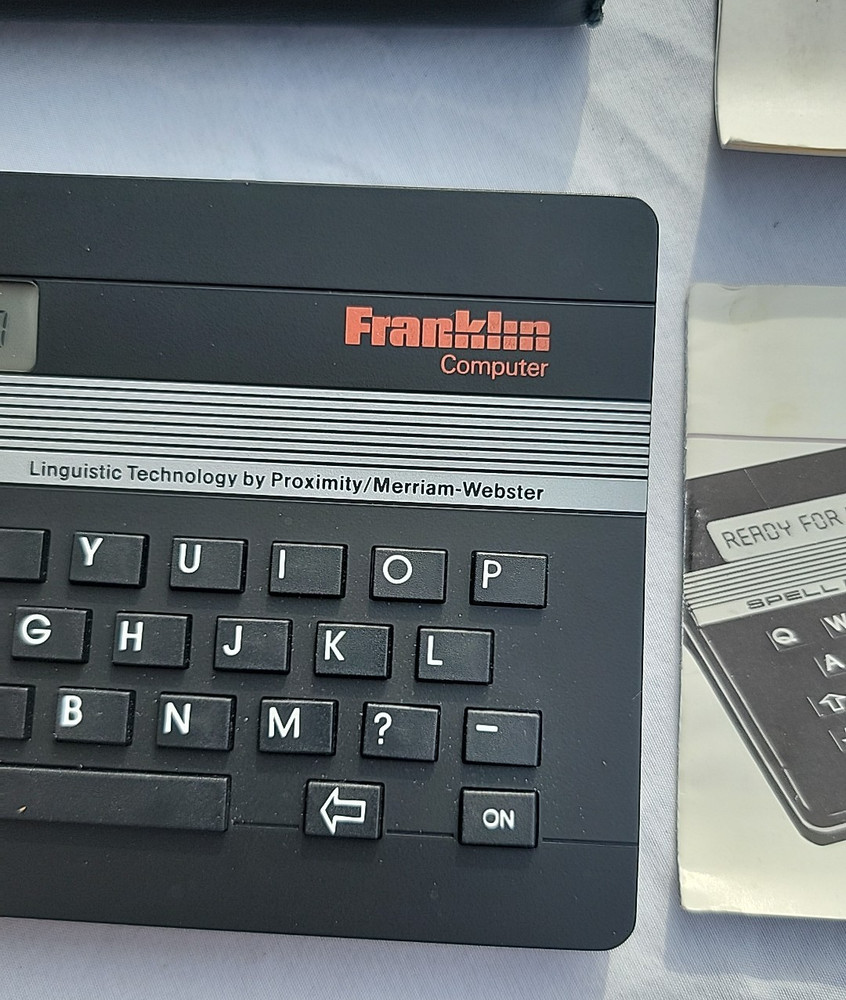 Franklin
Computer
Linguistic Technology by Proximity/Merriam-Webster
Y U I O P
G H J K L
B N M ? -
ON
READY FOR
SPELL
Q W
A